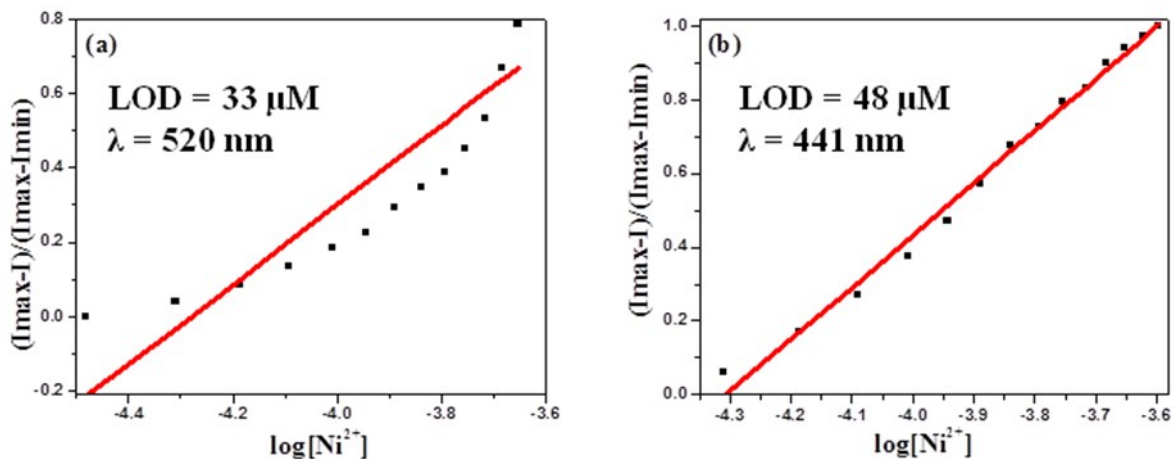 (a)
LOD = 33 μM
λ = 520 nm
(Imax-I)/(Imax-Imin)
0.8
0.6
0.4
0.2
0.0
-0.2
-4.4 -4.2 -4.0 -3.8 -3.6
log[Ni²⁺]
(b)
LOD = 48 μM
λ = 441 nm
(Imax-I)/(Imax-Imin)
1.0
0.8
0.6
0.4
0.2
0.0
-4.3 -4.2 -4.1 -4.0 -3.9 -3.8 -3.7 -3.6
log[Ni²⁺]